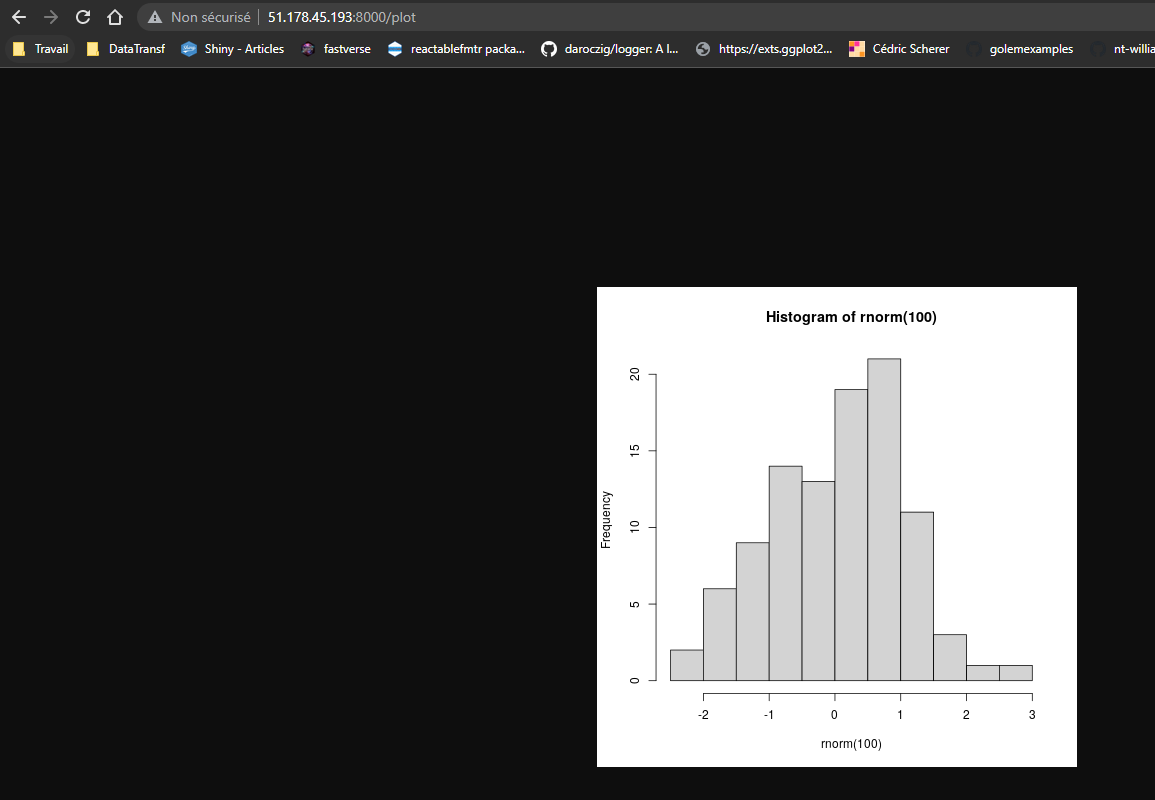 Non sécurisé 51.178.45.193:8000/plot
Travail DataTransf Shiny - Articles fastverse reactablefmtr packa... daroczig/logger: A l... https://exts.ggplot2... Cédric Scherer golemexamples nt-willia
Histogram of rnorm(100)
20
15
10
5
0
Frequency
-2 -1 0 1 2 3
rnorm(100)